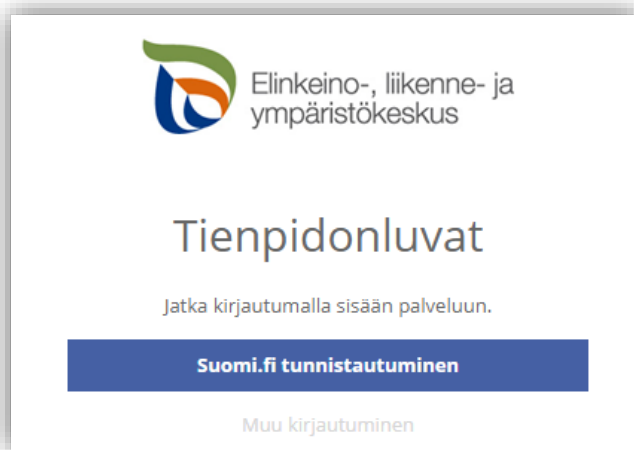 Elinkeino-, liikenne- ja
ympäristökeskus
Tienpidonluvat
Jatka kirjautumalla sisään palveluun.
Suomi.fi tunnistautuminen
Muu kirjautuminen